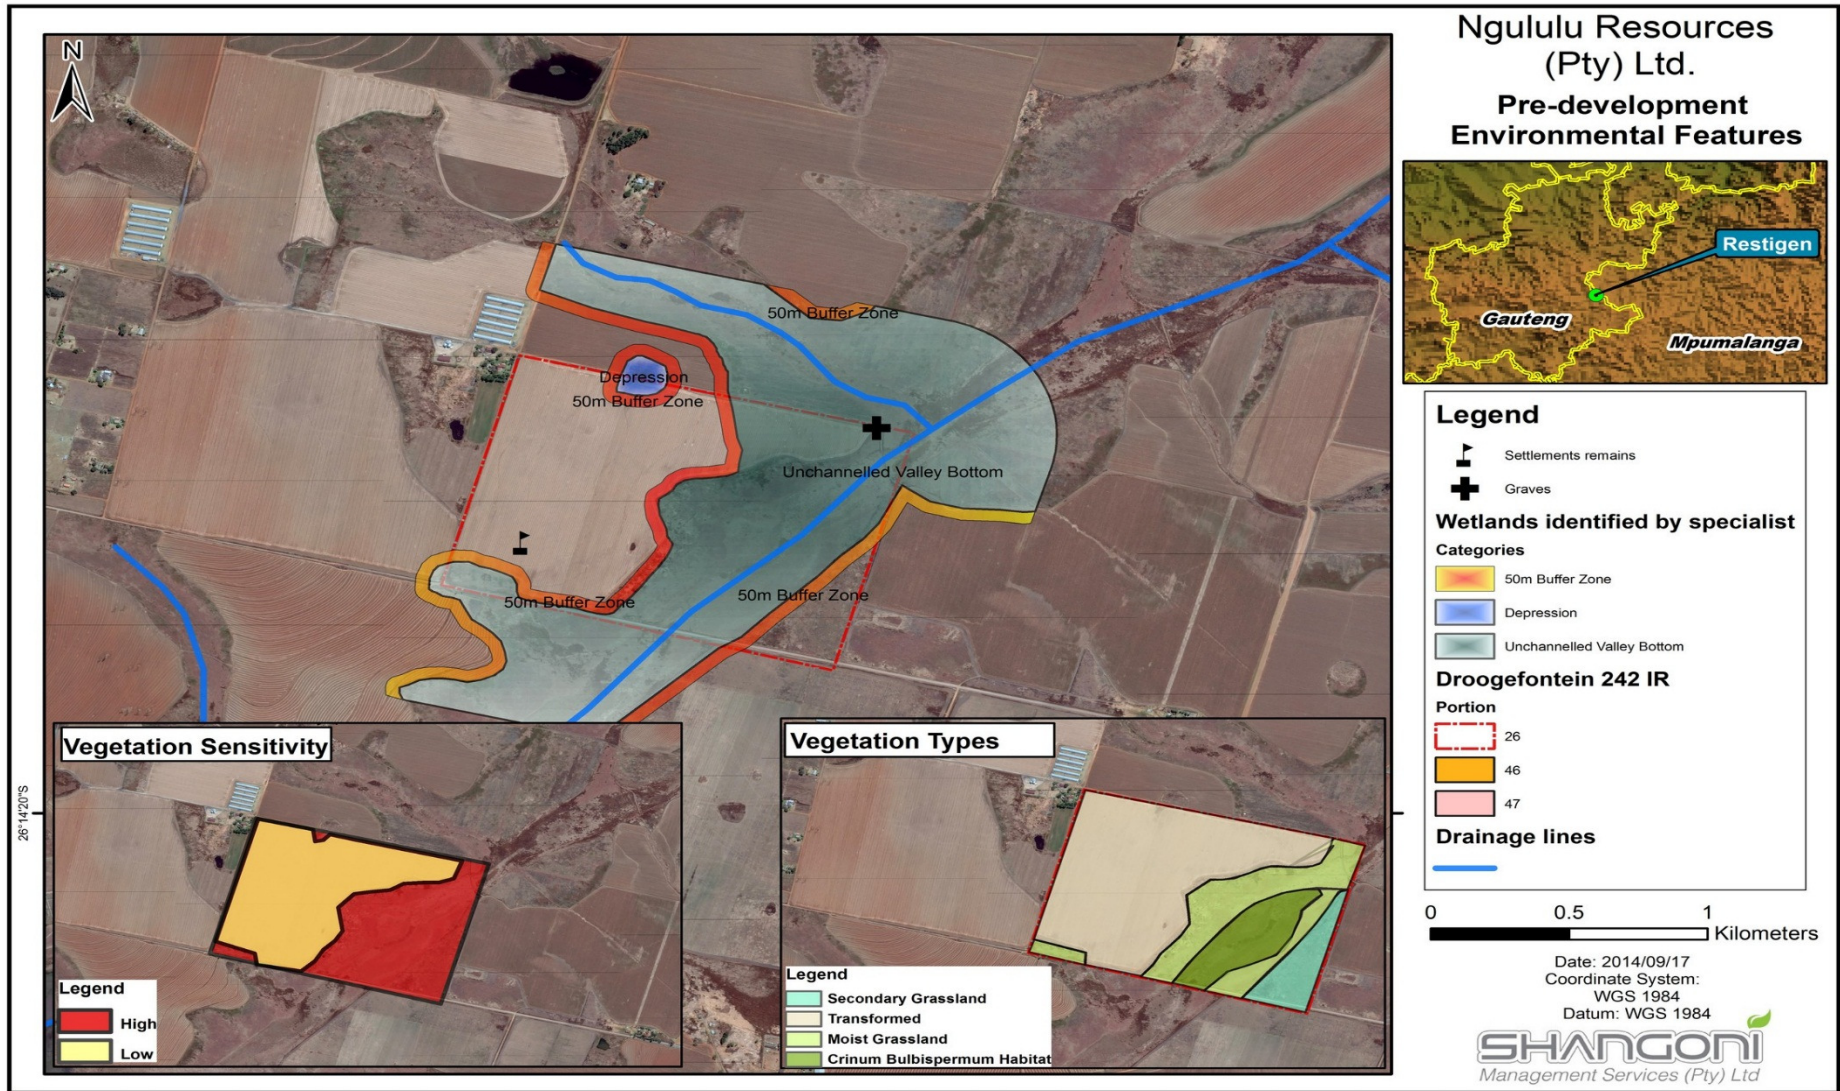 N
50m Buffer Zone
Depression
50m Buffer Zone
Unchannelled Valley Bottom
50m Buffer Zone
50m Buffer Zone
26°14'20"S
Vegetation Sensitivity
Legend
High
Low
Vegetation Types
Legend
Secondary Grassland
Transformed
Moist Grassland
Crinum Bulbispermum Habitat
Ngululu Resources
(Pty) Ltd.
Pre-development
Environmental Features
Restigen
Gauteng
Mpumalanga
Legend
Settlements remains
Graves
Wetlands identified by specialist
Categories
50m Buffer Zone
Depression
Unchannelled Valley Bottom
Droogefontein 242 IR
Portion
26
46
47
Drainage lines
0 0.5 1
Kilometers
Date: 2014/09/17
Coordinate System:
WGS 1984
Datum: WGS 1984
SHANGONI
Management Services (Pty) Ltd